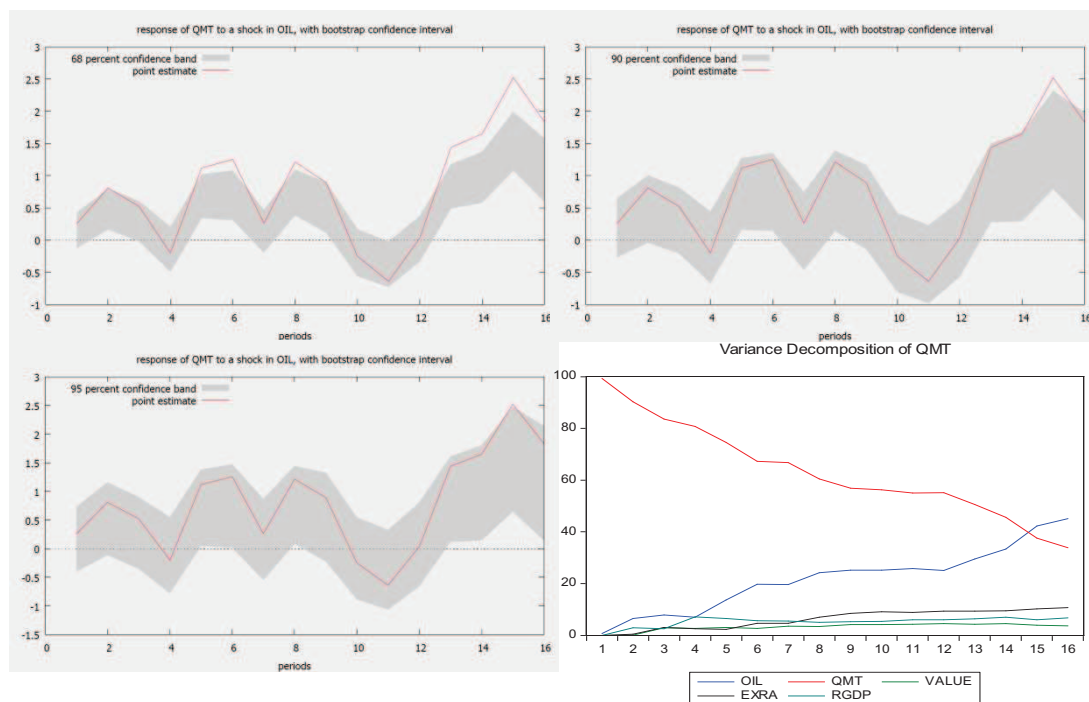 response of QMT to a shock in OIL, with bootstrap confidence interval
68 percent confidence band
point estimate
3
2.5
2
1.5
1
0.5
0
-0.5
-1
0 2 4 6 8 10 12 14 16
periods
response of QMT to a shock in OIL, with bootstrap confidence interval
90 percent confidence band
point estimate
3
2.5
2
1.5
1
0.5
0
-0.5
-1
0 2 4 6 8 10 12 14 16
periods
response of QMT to a shock in OIL, with bootstrap confidence interval
95 percent confidence band
point estimate
3
2.5
2
1.5
1
0.5
0
-0.5
-1
-1.5
0 2 4 6 8 10 12 14 16
periods
Variance Decomposition of QMT
100
80
60
40
20
0
1 2 3 4 5 6 7 8 9 10 11 12 13 14 15 16
OIL QMT VALUE
EXRA RGDP